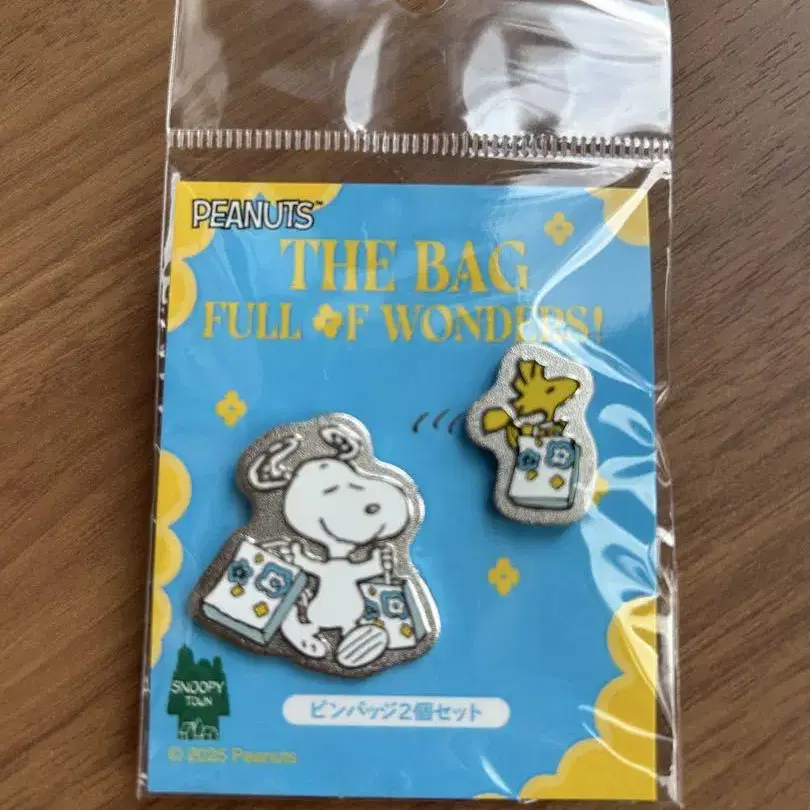 PEANUTS™
THE BAG
FULL OF WONDERS!
SNOOPY
TOWN
ピンバッジ2個セット
© 2025 Peanuts